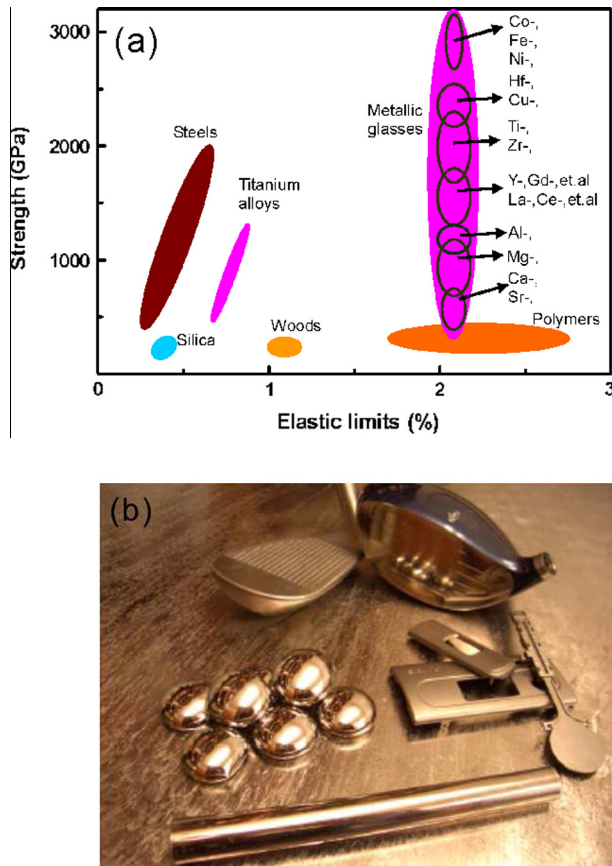 (a)
3200
2000
1000
Strength (GPa)
0
1
2
3
Elastic limits (%)
Steels
Titanium
alloys
Silica
Woods
Metallic
glasses
Polymers
Co-,
Fe-,
Ni-,
Hf-,
Cu-,
Ti-,
Zr-,
Y-,Gd-,et.al
La-,Ce-,et.al
Al-,
Mg-,
Ca-,
Sr-,
(b)